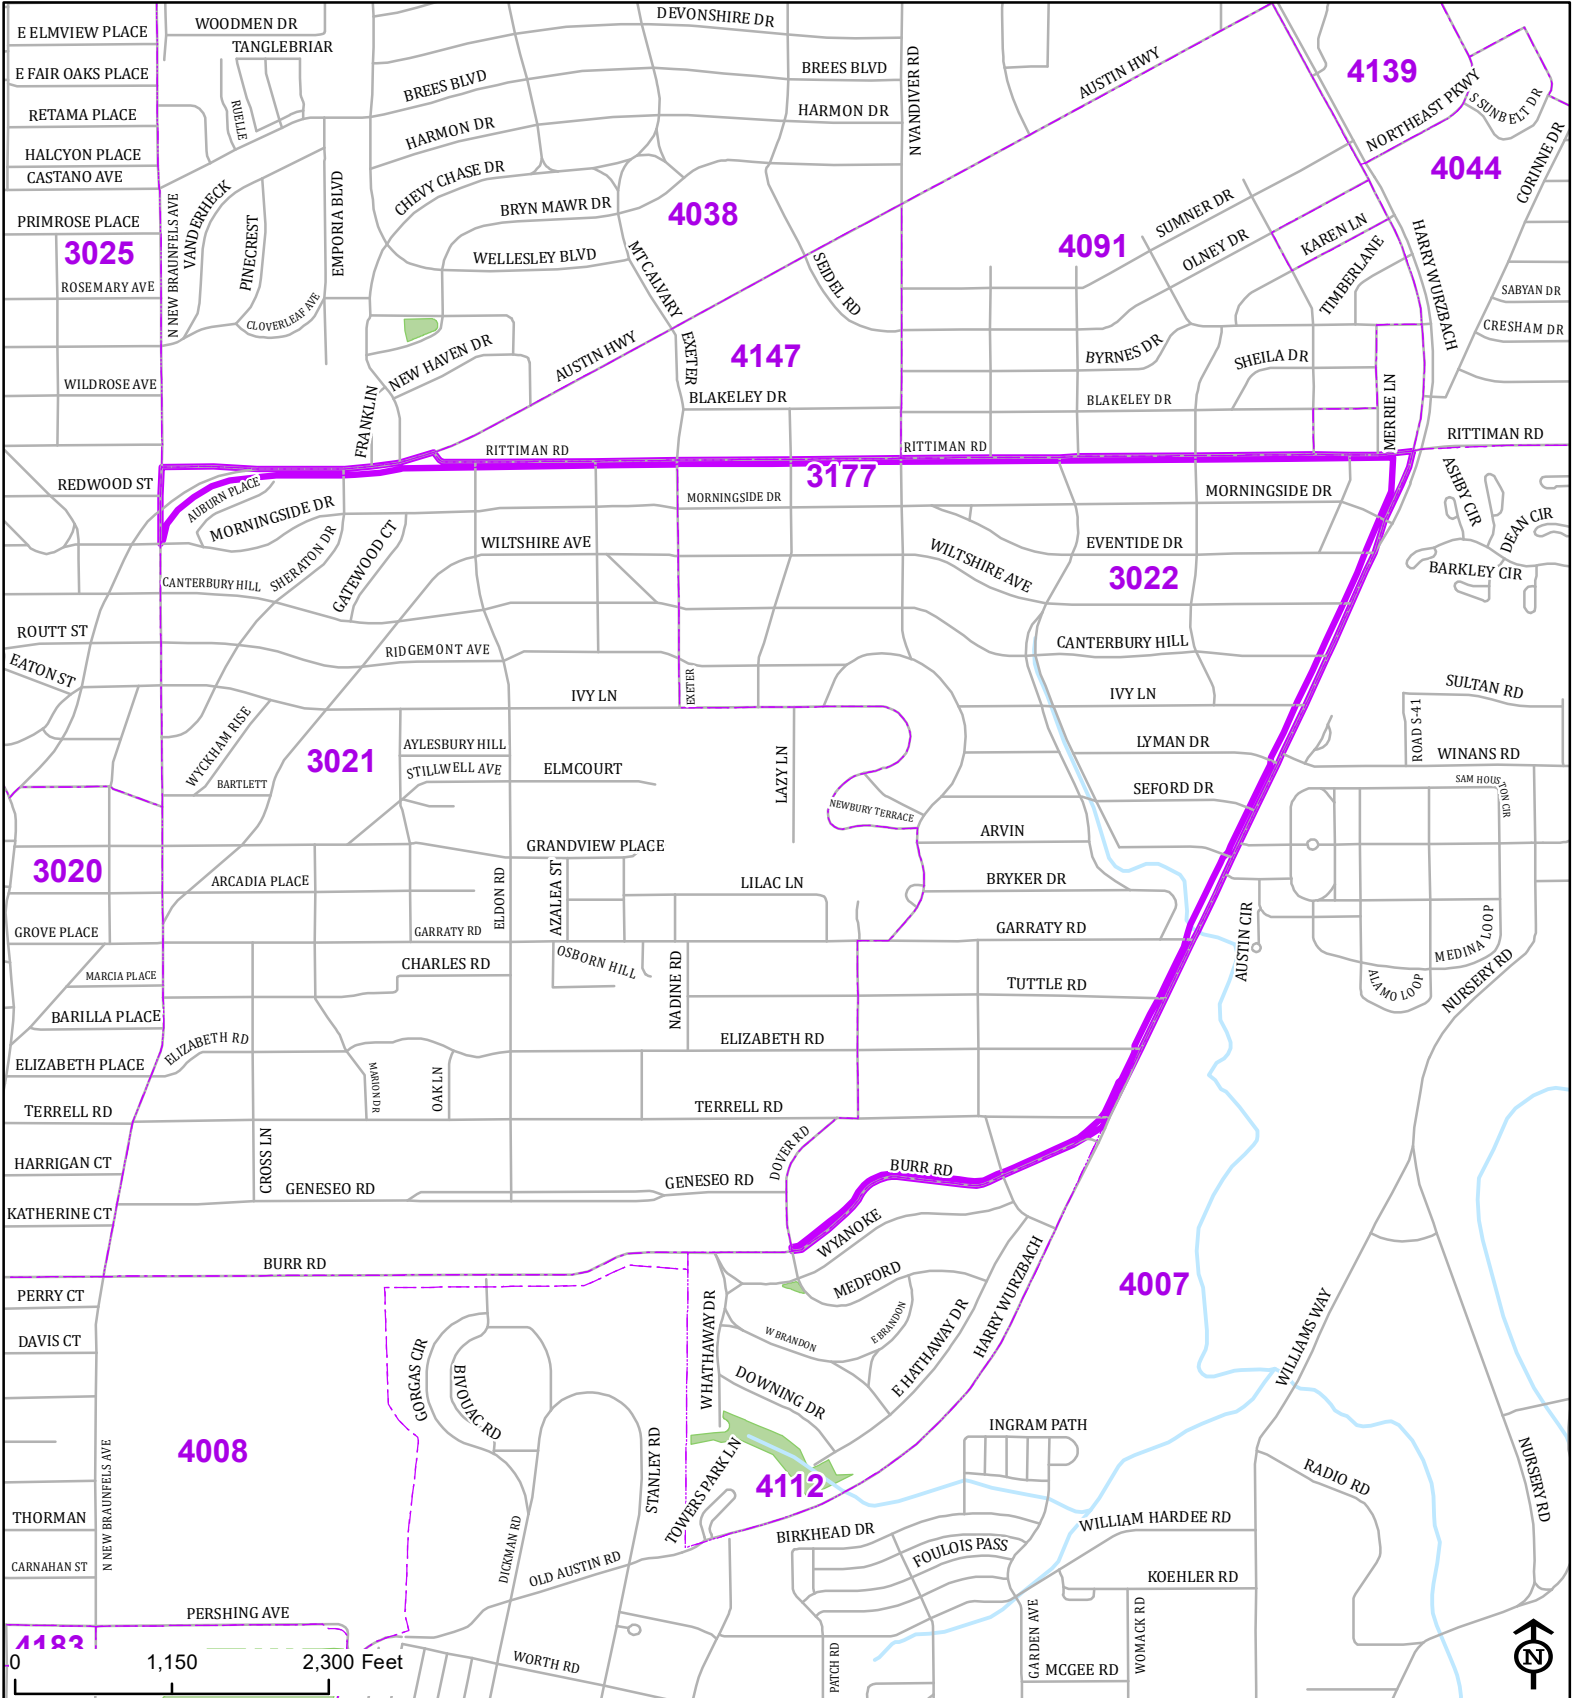 E ELMVIEW PLACE
WOODMEN DR
DEVONSHIRE DR
TANGLEBRIAR
E FAIR OAKS PLACE
BREES BLVD
BREES BLVD
N VANDIVER RD
AUSTIN HWY
4139
NORTHEAST PKWY
S SUNBELT DR
RETAMA PLACE
RUELLE
HARMON DR
HARMON DR
HALCYON PLACE
CASTANO AVE
CHEVY CHASE DR
4044
CORINNE DR
PRIMROSE PLACE
N NEW BRAUNFELS AVE
VANDERHECK
PINECREST
EMPORIA BLVD
BRYN MAWR DR
4038
SUMNER DR
KAREN LN
3025
WELLESLEY BLVD
MT CALVARY
SEIDEL RD
4091
OLNEY DR
TIMBERLANE
HARRY WURZBACH
ROSEMARY AVE
CLOVERLEAF AVE
SABYAN DR
CRESHAM DR
NEW HAVEN DR
AUSTIN HWY
EXETER
4147
BYRNES DR
SHEILA DR
WILDROSE AVE
FRANKLIN
BLAKELEY DR
BLAKELEY DR
MERRIE LN
RITTIMAN RD
RITTIMAN RD
RITTIMAN RD
REDWOOD ST
AUBURN PLACE
MORNINGSIDE DR
3177
MORNINGSIDE DR
MORNINGSIDE DR
ASHBY CIR
DEAN CIR
BARKLEY CIR
CANTERBURY HILL
SHERATON DR
GATEWOOD CT
WILTSHIRE AVE
WILTSHIRE AVE
EVENTIDE DR
3022
ROUTT ST
EATON ST
RIDGEMONT AVE
CANTERBURY HILL
EXETER
IVY LN
IVY LN
SULTAN RD
ROAD S-41
WYCKHAM RISE
3021
AYLESBURY HILL
STILLWELL AVE
ELMCOURT
LAZY LN
LYMAN DR
WINANS RD
BARTLETT
NEWBURY TERRACE
SEFORD DR
SAM HOUSTON CIR
3020
GRANDVIEW PLACE
ARVIN
ARCADIA PLACE
ELDON RD
AZALEA ST
LILAC LN
BRYKER DR
GROVE PLACE
GARRATY RD
GARRATY RD
AUSTIN CIR
MEDINA LOOP
ALAMO LOOP
NURSERY RD
MARCIA PLACE
CHARLES RD
OSBORN HILL
NADINE RD
TUTTLE RD
BARILLA PLACE
ELIZABETH RD
ELIZABETH RD
ELIZABETH PLACE
MARION DR
OAK LN
TERRELL RD
TERRELL RD
HARRIGAN CT
CROSS LN
DOVER RD
BURR RD
GENESEO RD
GENESEO RD
KATHERINE CT
WYANOKE
BURR RD
MEDFORD
HARRY WURZBACH
4007
PERRY CT
DAVIS CT
GORGAS CIR
BIVOUAC RD
W HATHAWAY DR
W BRANDON
E BRANDON
E HATHAWAY DR
WILLIAMS WAY
DOWNING DR
INGRAM PATH
4008
N NEW BRAUNFELS AVE
STANLEY RD
TOWERS PARK LN
4112
RADIO RD
NURSERY RD
THORMAN
DICKMAN RD
BIRKHEAD DR
WILLIAM HARDEE RD
FOULOIS PASS
CARNAHAN ST
OLD AUSTIN RD
KOEHLER RD
PERSHING AVE
GARDEN AVE
WOMACK RD
4183
WORTH RD
PATCH RD
MCGEE RD
0 1,150 2,300 Feet
N